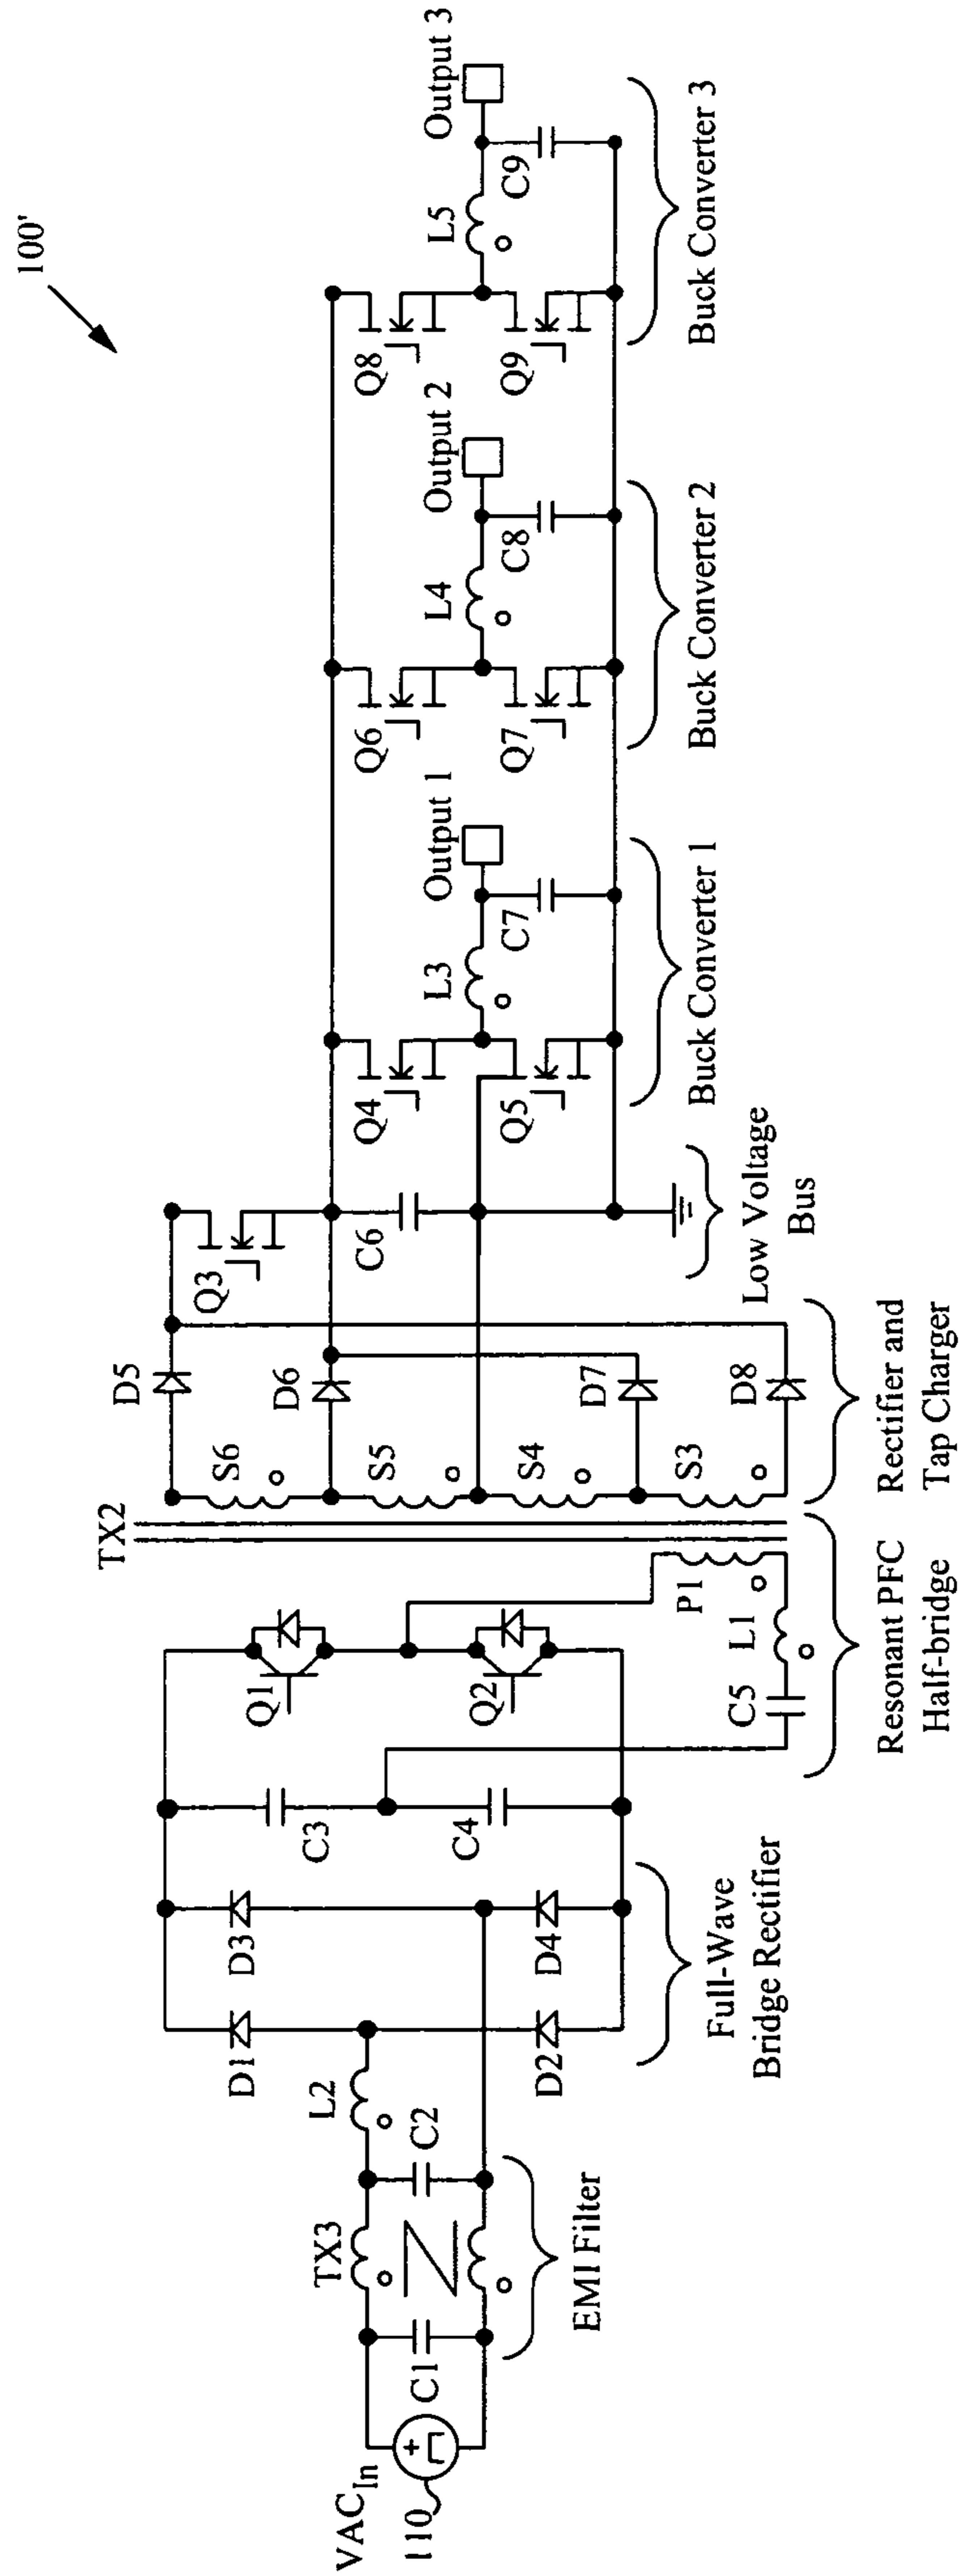 100'
VAC In
110
C1
TX3
C2
L2
EMI Filter
D1
D2
D3
D4
Full-Wave
Bridge Rectifier
C3
C4
Q1
Q2
C5
L1
P1
Resonant PFC
Half-bridge
TX2
S6
S5
S4
S3
D5
D6
D7
D8
Rectifier and
Tap Charger
Q3
C6
Low Voltage
Bus
Q4
Q5
L3
C7
Output 1
Buck Converter 1
Q6
Q7
L4
C8
Output 2
Buck Converter 2
Q8
Q9
L5
C9
Output 3
Buck Converter 3